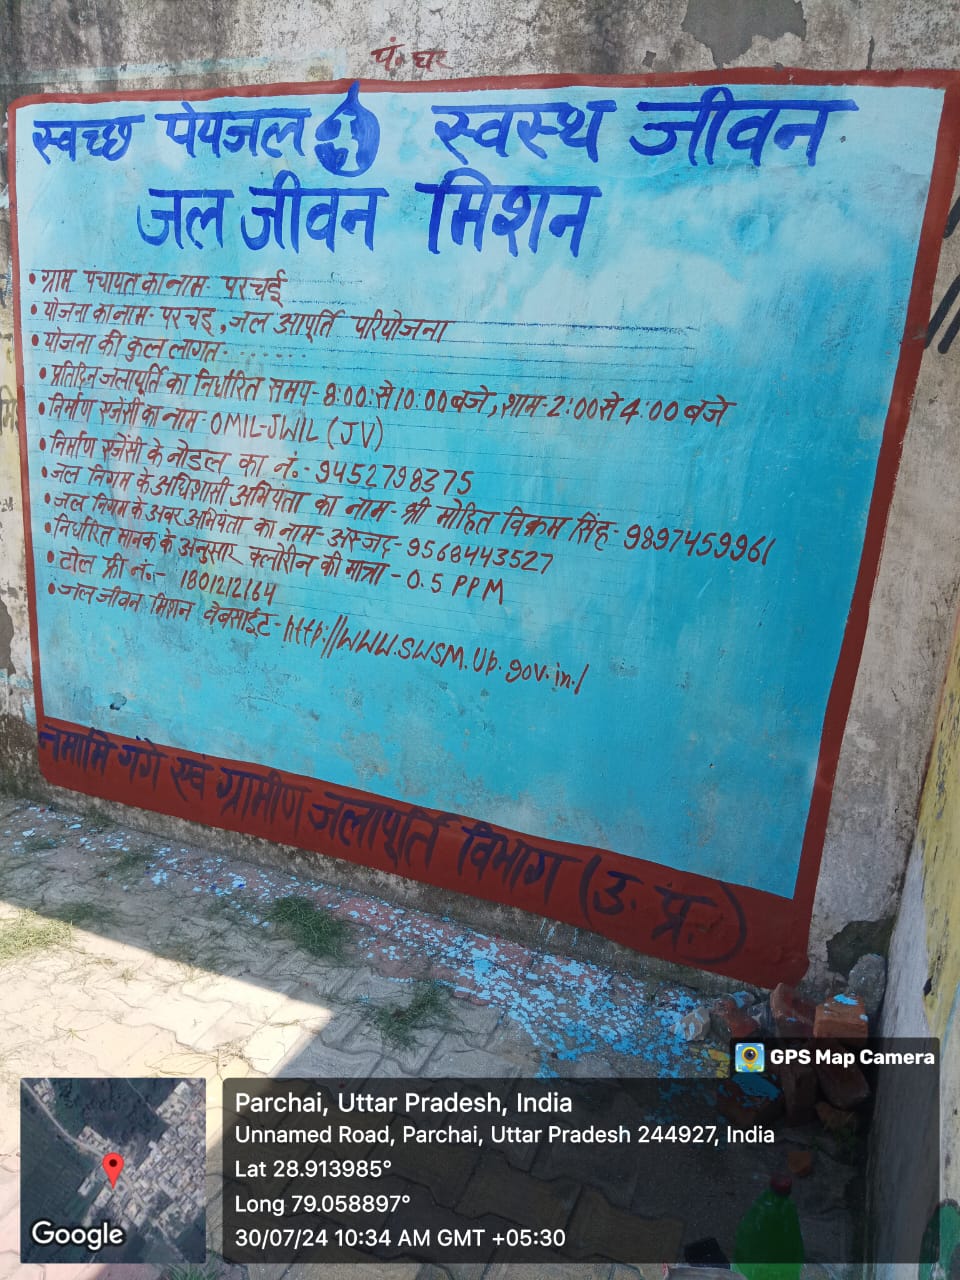 पं. घर
स्वच्छ पेयजल स्वस्थ जीवन
जल जीवन मिशन
• ग्राम पंचायत का नाम- परचई
• योजना का नाम- परचइ, जल आपूर्ति परियोजना
• योजना की कुल लागत- . . . . . . .
• प्रतिदिन जलापूर्ति का निर्धारित समय- 8:00: से 10:00 बजे, शाम- 2:00 से 4:00 बजे
• निर्माण एजेंसी का नाम- OMIL-JWIL (JV)
• निर्माण एजेंसी के नोडल का नं.- 9452798375
• जल निगम के अधिशासी अभियंता का नाम- श्री मोहित विक्रम सिंह- 9897459961
• जल निगम के अवर अभियंता का नाम- अम्जद- 9568443527
• निर्धारित मानक के अनुसार क्लोरीन की मात्रा - 0.5 PPM
• टोल फ्री नं.:- 1801212164
• जल जीवन मिशन वेबसाईट- http://www.swsm.up.gov.in/
नमामि गंगे एवं ग्रामीण जलापूर्ति विभाग (उ. प्र.)
GPS Map Camera
Parchai, Uttar Pradesh, India
Unnamed Road, Parchai, Uttar Pradesh 244927, India
Lat 28.913985°
Long 79.058897°
30/07/24 10:34 AM GMT +05:30
Google